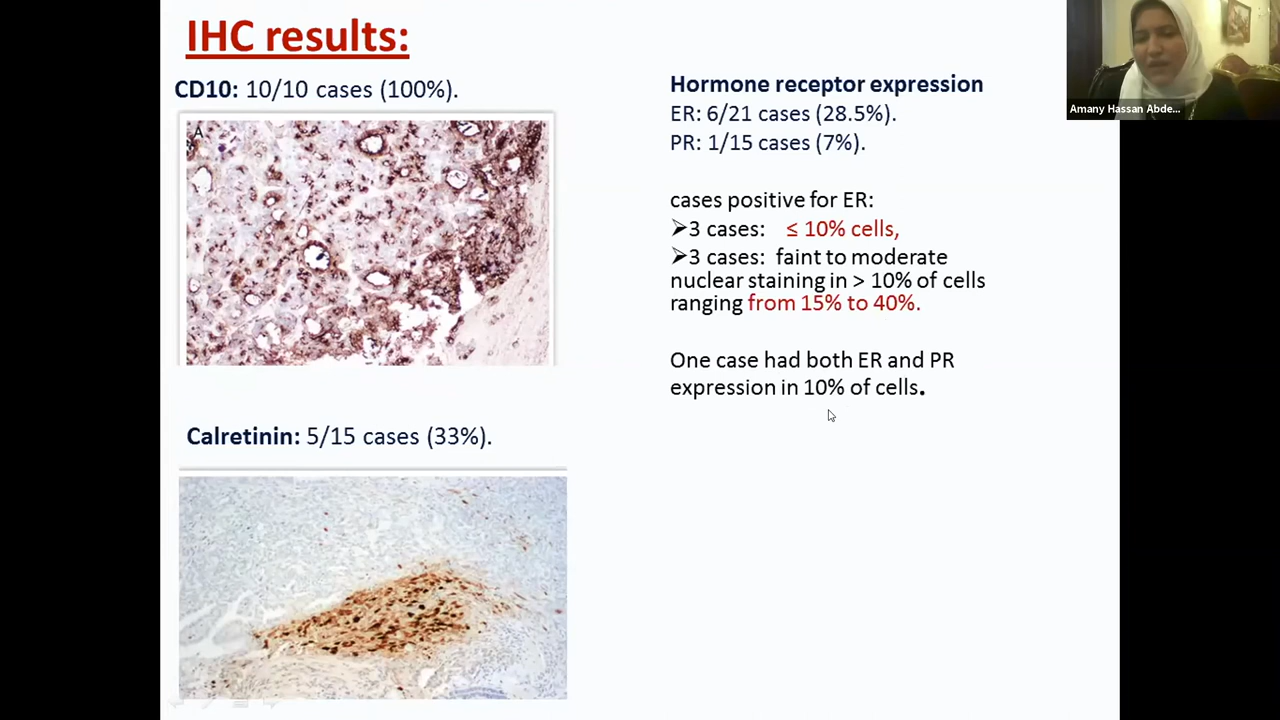 IHC results:
CD10: 10/10 cases (100%).
A
Calretinin: 5/15 cases (33%).
Hormone receptor expression
ER: 6/21 cases (28.5%).
PR: 1/15 cases (7%).
cases positive for ER:
➢3 cases: ≤ 10% cells,
➢3 cases: faint to moderate
nuclear staining in > 10% of cells
ranging from 15% to 40%.
One case had both ER and PR
expression in 10% of cells.
Amany Hassan Abde...